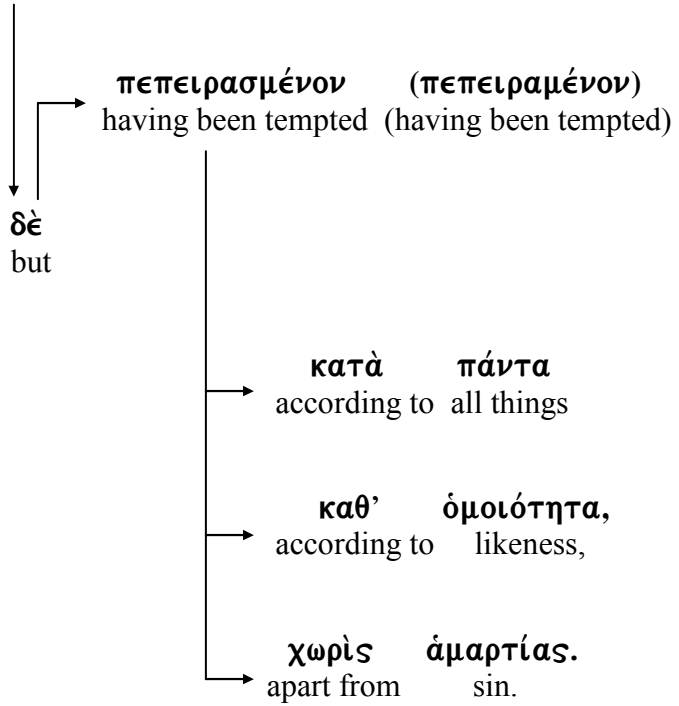 πεπειρασμένον (πεπειραμένον)
having been tempted (having been tempted)
δὲ
but
κατὰ πάντα
according to all things
καθ’ ὁμοιότητα,
according to likeness,
χωρὶς ἁμαρτίας.
apart from sin.